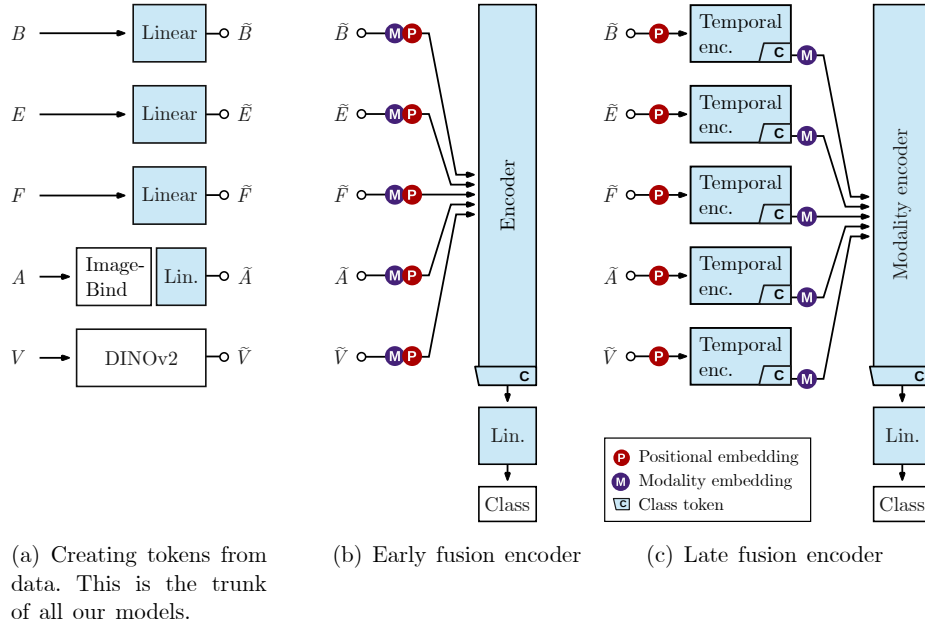 B
Linear
B̃
E
Linear
Ẽ
F
Linear
F̃
A
Image-
Bind
Lin.
Ã
V
DINOv2
Ṽ
(a) Creating tokens from
data. This is the trunk
of all our models.
B̃
M P
Ẽ
M P
F̃
M P
Ã
M P
Ṽ
M P
Encoder
C
Lin.
Class
(b) Early fusion encoder
B̃
P
Temporal
enc.
C
M
Ẽ
P
Temporal
enc.
C
M
F̃
P
Temporal
enc.
C
M
Ã
P
Temporal
enc.
C
M
Ṽ
P
Temporal
enc.
C
M
Modality encoder
C
Lin.
Class
P Positional embedding
M Modality embedding
C Class token
(c) Late fusion encoder